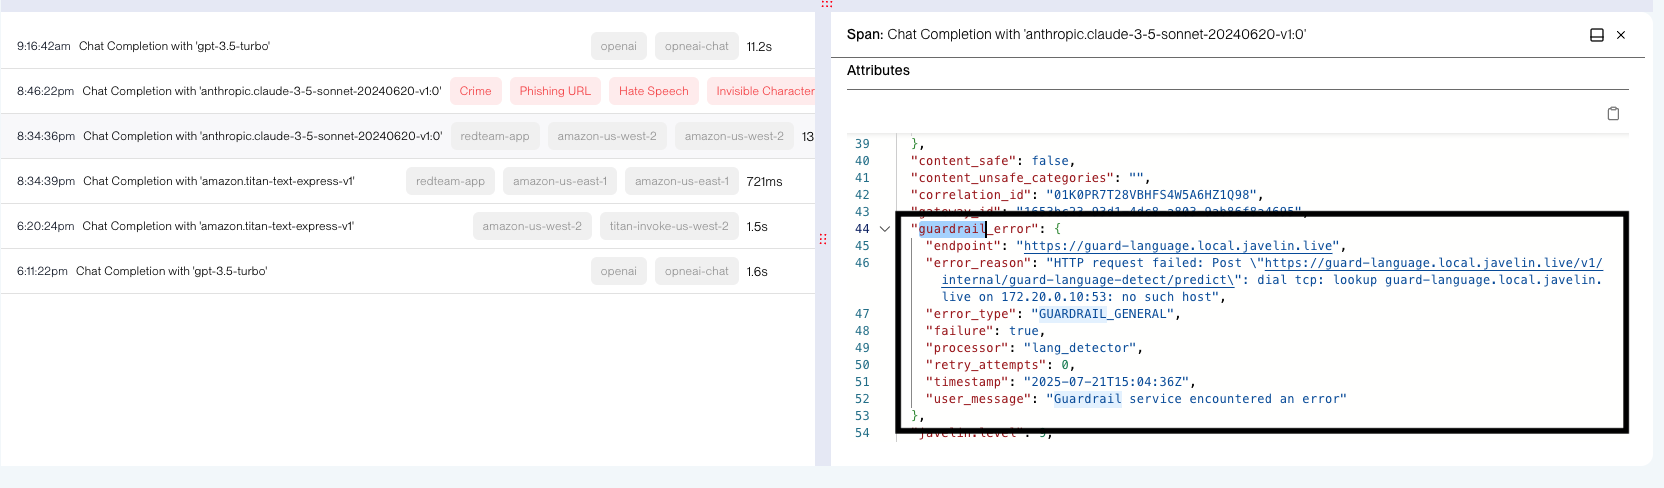 9:16:42am Chat Completion with 'gpt-3.5-turbo' openai opneai-chat 11.2s
8:46:22pm Chat Completion with 'anthropic.claude-3-5-sonnet-20240620-v1:0' Crime Phishing URL Hate Speech Invisible Character
8:34:36pm Chat Completion with 'anthropic.claude-3-5-sonnet-20240620-v1:0' redteam-app amazon-us-west-2 amazon-us-west-2 13
8:34:39pm Chat Completion with 'amazon.titan-text-express-v1' redteam-app amazon-us-east-1 amazon-us-east-1 721ms
6:20:24pm Chat Completion with 'amazon.titan-text-express-v1' amazon-us-west-2 titan-invoke-us-west-2 1.5s
6:11:22pm Chat Completion with 'gpt-3.5-turbo' openai opneai-chat 1.6s
Span: Chat Completion with 'anthropic.claude-3-5-sonnet-20240620-v1:0'
Attributes
39 },
40 "content_safe": false,
41 "content_unsafe_categories": "",
42 "correlation_id": "01K0PR7T28VBHFS4W5A6HZ1Q98",
43 "gateway_id":
44 "guardrail_error": {
45 "endpoint": "https://guard-language.local.javelin.live",
46 "error_reason": "HTTP request failed: Post \"https://guard-language.local.javelin.live/v1/
internal/guard-language-detect/predict\": dial tcp: lookup guard-language.local.javelin.
live on 172.20.0.10:53: no such host",
47 "error_type": "GUARDRAIL_GENERAL",
48 "failure": true,
49 "processor": "lang_detector",
50 "retry_attempts": 0,
51 "timestamp": "2025-07-21T15:04:36Z",
52 "user_message": "Guardrail service encountered an error"
53 },
54 "javelin.level":